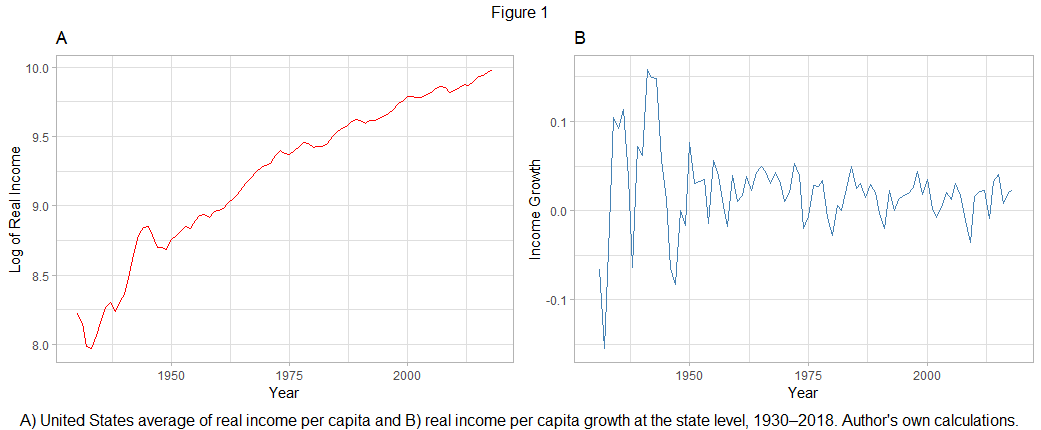 Figure 1
A
Log of Real Income
10.0
9.5
9.0
8.5
8.0
1950
1975
2000
Year
B
Income Growth
0.1
0.0
-0.1
1950
1975
2000
Year
A) United States average of real income per capita and B) real income per capita growth at the state level, 1930–2018. Author's own calculations.